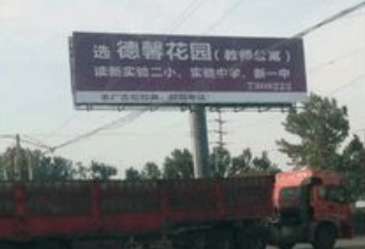 选 德馨花园（教师公寓）
读新实验二小、实验中学、新一中